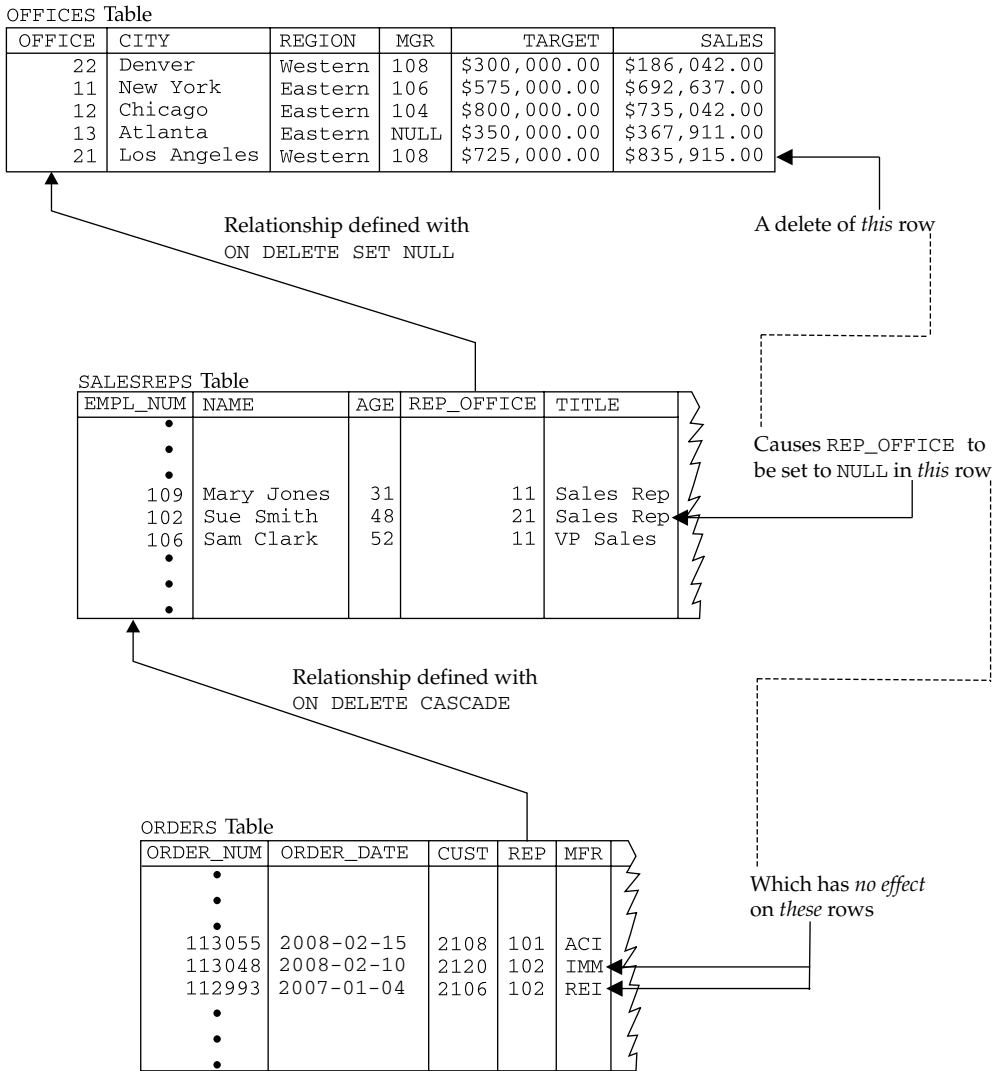 OFFICES Table
OFFICE CITY REGION MGR TARGET SALES
22 Denver Western 108 $300,000.00 $186,042.00
11 New York Eastern 106 $575,000.00 $692,637.00
12 Chicago Eastern 104 $800,000.00 $735,042.00
13 Atlanta Eastern NULL $350,000.00 $367,911.00
21 Los Angeles Western 108 $725,000.00 $835,915.00
Relationship defined with
ON DELETE SET NULL
A delete of this row
SALESREPS Table
EMPL_NUM NAME AGE REP_OFFICE TITLE
109 Mary Jones 31 11 Sales Rep
102 Sue Smith 48 21 Sales Rep
106 Sam Clark 52 11 VP Sales
Causes REP_OFFICE to
be set to NULL in this row
Relationship defined with
ON DELETE CASCADE
ORDERS Table
ORDER_NUM ORDER_DATE CUST REP MFR
113055 2008-02-15 2108 101 ACI
113048 2008-02-10 2120 102 IMM
112993 2007-01-04 2106 102 REI
Which has no effect
on these rows